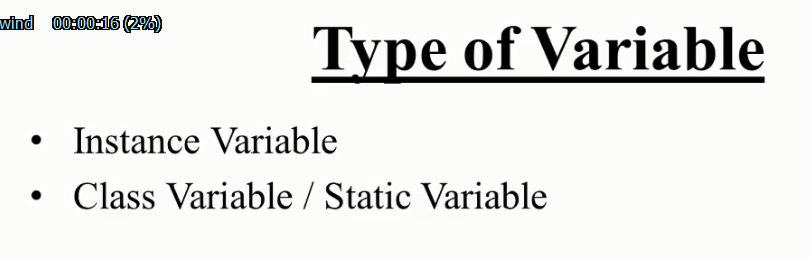 wind 00:00:16 (2%)
Type of Variable
• Instance Variable
• Class Variable / Static Variable